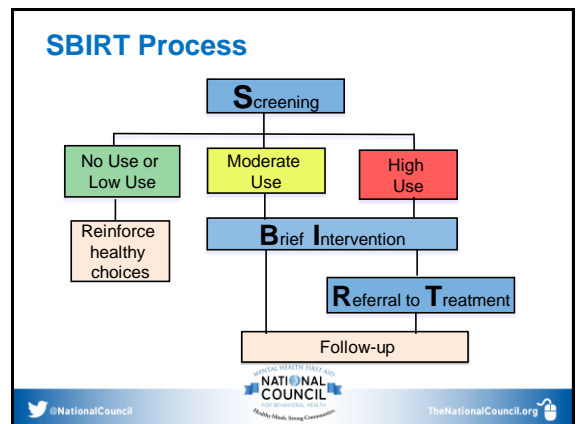 SBIRT Process
Screening
No Use or
Low Use
Moderate
Use
High
Use
Reinforce
healthy
choices
Brief Intervention
Referral to Treatment
Follow-up
MENTAL HEALTH FIRST AID
NATIONAL
COUNCIL
FOR BEHAVIORAL HEALTH
Healthy Minds. Strong Communities.
@NationalCouncil
TheNationalCouncil.org